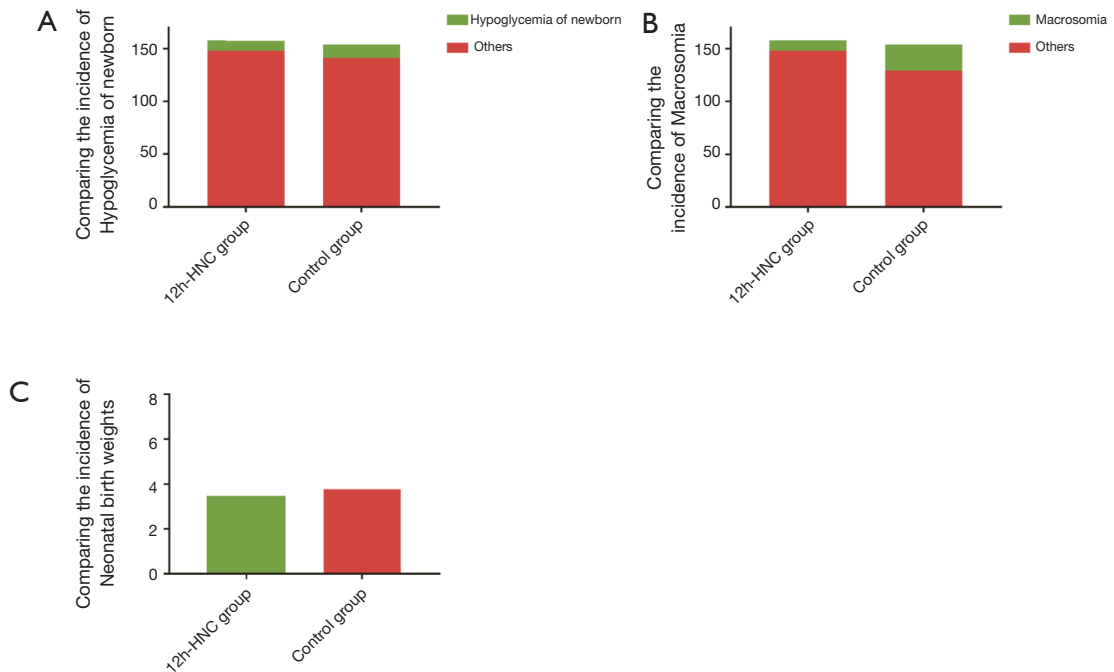 A
Comparing the incidence of
Hypoglycemia of newborn
150
100
50
0
12h-HNC group
Control group
Hypoglycemia of newborn
Others
B
Comparing the
incidence of Macrosomia
150
100
50
0
12h-HNC group
Control group
Macrosomia
Others
C
Comparing the incidence of
Neonatal birth weights
8
6
4
2
0
12h-HNC group
Control group